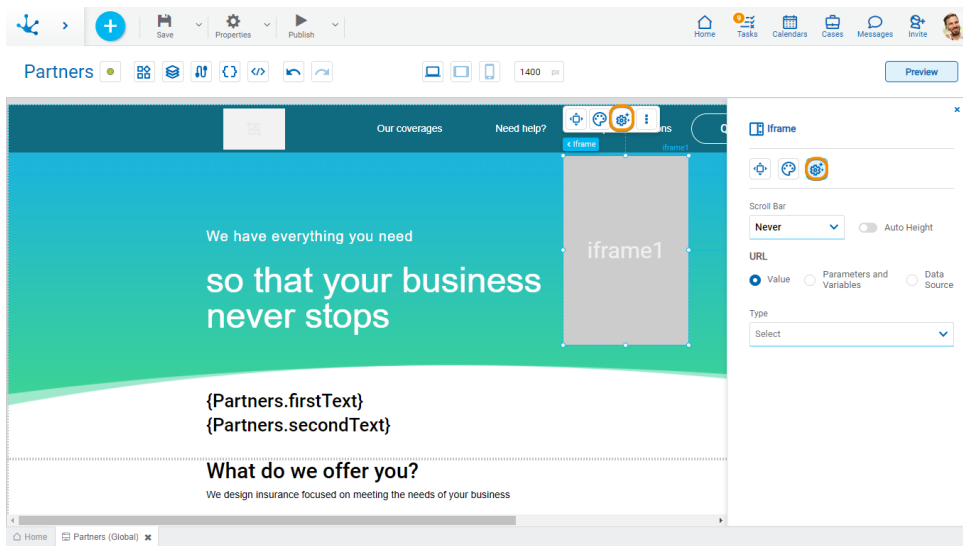 Save
Properties
Publish
Home
9
Tasks
Calendars
Cases
Messages
Invite
Partners
1400 px
Preview
Our coverages
Need help?
‹ Iframe
iframe1
iframe1
We have everything you need
so that your business
never stops
{Partners.firstText}
{Partners.secondText}
What do we offer you?
We design insurance focused on meeting the needs of your business
Iframe
Scroll Bar
Never
Auto Height
URL
Value
Parameters and
Variables
Data
Source
Type
Select
Home
Partners (Global)